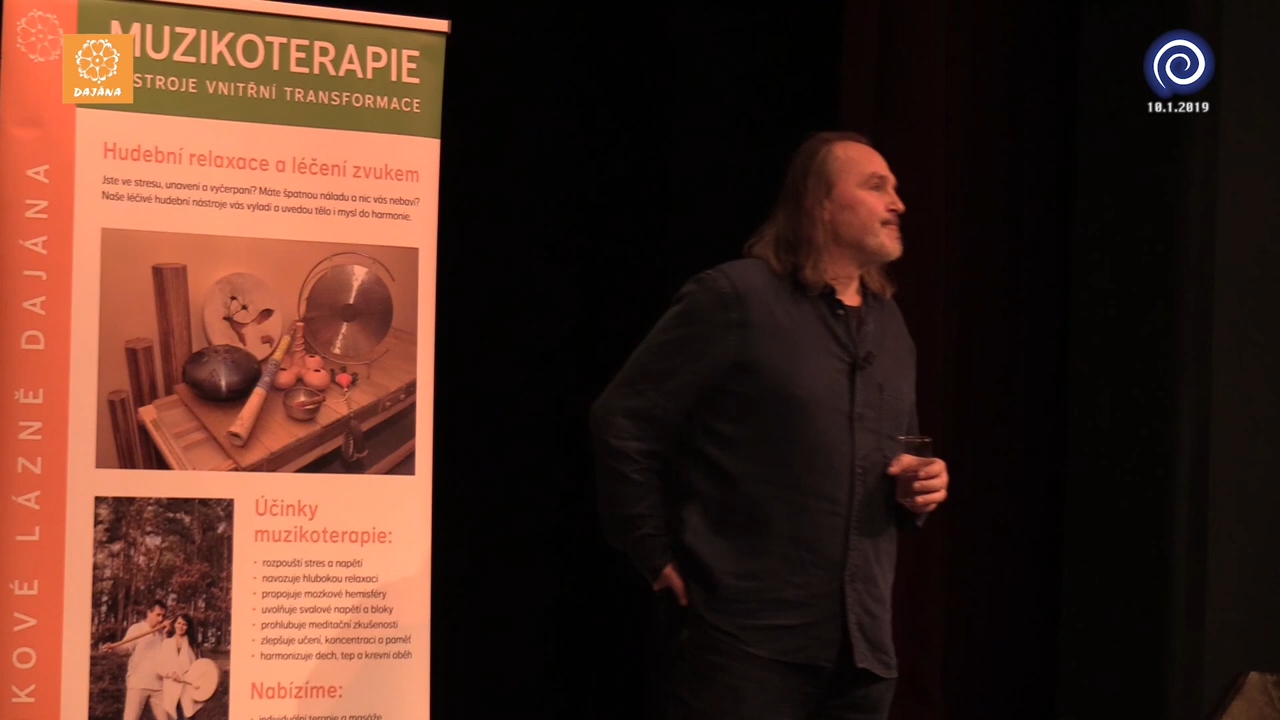 MUZIKOTERAPIE
STROJE VNITŘNÍ TRANSFORMACE
DAJÁNA
10.1.2019
Hudební relaxace a léčení zvukem
Jste ve stresu, unavení a vyčerpaní? Máte špatnou náladu a nic vás nebaví?
Naše léčivé hudební nástroje vás vyladí a uvedou tělo i mysl do harmonie.
KOVÉ LÁZNĚ DAJÁNA
Účinky
muzikoterapie:
- rozpouští stres a napětí
- navozuje hlubokou relaxaci
- propojuje mozkové hemisféry
- uvolňuje svalové napětí a bloky
- prohlubuje meditační zkušenosti
- zlepšuje učení, koncentraci a paměť
- harmonizuje dech, tep a krevní oběh
Nabízíme:
- individuální terapie a masáže